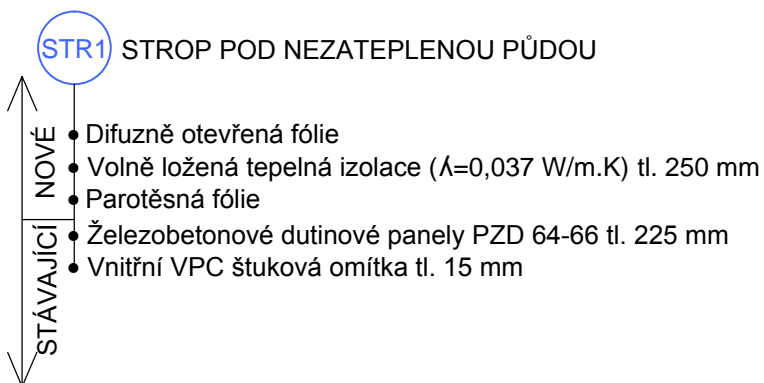 STR1 STROP POD NEZATEPLENOU PŮDOU
NOVÉ
Difuzně otevřená fólie
Volně ložená tepelná izolace (ʎ=0,037 W/m.K) tl. 250 mm
Parotěsná fólie
STÁVAJÍCÍ
Železobetonové dutinové panely PZD 64-66 tl. 225 mm
Vnitřní VPC štuková omítka tl. 15 mm